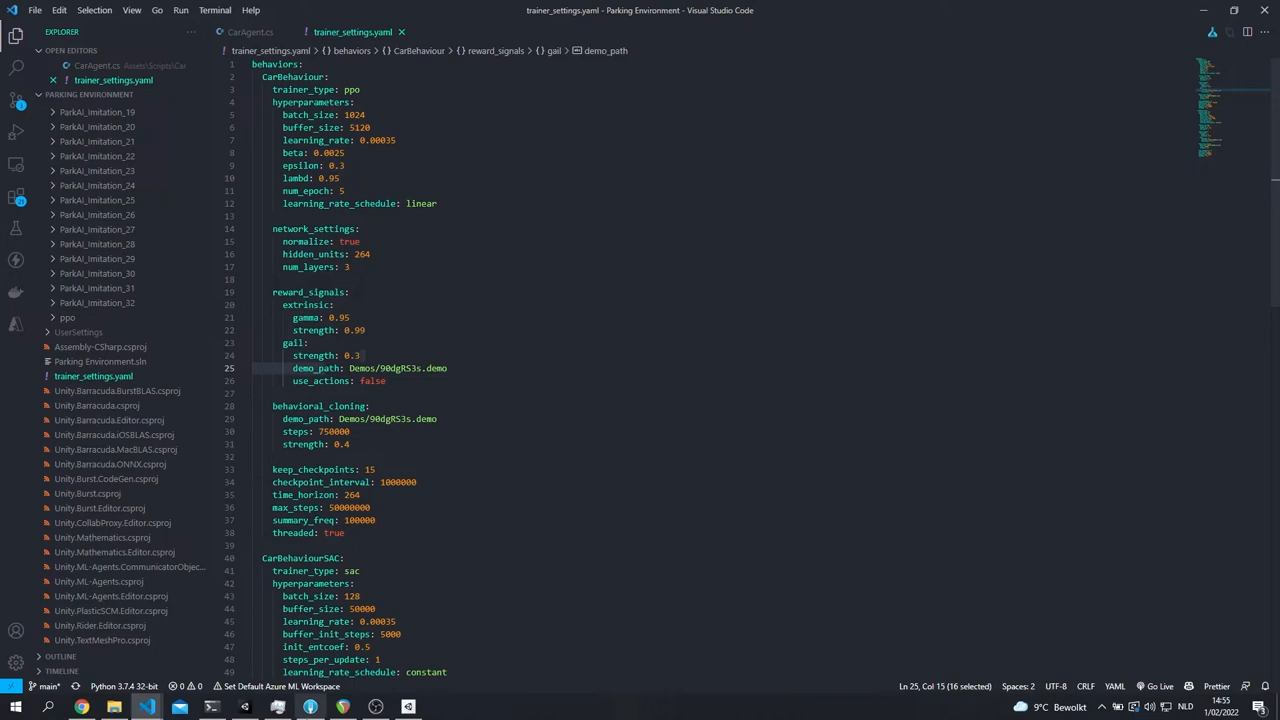 File Edit Selection View Go Run Terminal Help
trainer_settings.yaml - Parking Environment - Visual Studio Code
EXPLORER
OPEN EDITORS
CarAgent.cs Assets\Scripts\Car
trainer_settings.yaml
PARKING ENVIRONMENT
ParkAI_Imitation_19
ParkAI_Imitation_20
ParkAI_Imitation_21
ParkAI_Imitation_22
ParkAI_Imitation_23
ParkAI_Imitation_24
ParkAI_Imitation_25
ParkAI_Imitation_26
ParkAI_Imitation_27
ParkAI_Imitation_28
ParkAI_Imitation_29
ParkAI_Imitation_30
ParkAI_Imitation_31
ParkAI_Imitation_32
ppo
UserSettings
Assembly-CSharp.csproj
Parking Environment.sln
trainer_settings.yaml
Unity.Barracuda.BurstBLAS.csproj
Unity.Barracuda.csproj
Unity.Barracuda.Editor.csproj
Unity.Barracuda.iOSBLAS.csproj
Unity.Barracuda.MacBLAS.csproj
Unity.Barracuda.ONNX.csproj
Unity.Burst.CodeGen.csproj
Unity.Burst.csproj
Unity.Burst.Editor.csproj
Unity.CollabProxy.Editor.csproj
Unity.Mathematics.csproj
Unity.Mathematics.Editor.csproj
Unity.ML-Agents.CommunicatorObjec...
Unity.ML-Agents.csproj
Unity.ML-Agents.Editor.csproj
Unity.PlasticSCM.Editor.csproj
Unity.Rider.Editor.csproj
Unity.TextMeshPro.csproj
OUTLINE
TIMELINE
CarAgent.cs trainer_settings.yaml
trainer_settings.yaml > {} behaviors > {} CarBehaviour > {} reward_signals > {} gail > demo_path
1 behaviors:
2 CarBehaviour:
3 trainer_type: ppo
4 hyperparameters:
5 batch_size: 1024
6 buffer_size: 5120
7 learning_rate: 0.00035
8 beta: 0.0025
9 epsilon: 0.3
10 lambd: 0.95
11 num_epoch: 5
12 learning_rate_schedule: linear
13
14 network_settings:
15 normalize: true
16 hidden_units: 264
17 num_layers: 3
18
19 reward_signals:
20 extrinsic:
21 gamma: 0.95
22 strength: 0.99
23 gail:
24 strength: 0.3
25 demo_path: Demos/90dgRS3s.demo
26 use_actions: false
27
28 behavioral_cloning:
29 demo_path: Demos/90dgRS3s.demo
30 steps: 750000
31 strength: 0.4
32
33 keep_checkpoints: 15
34 checkpoint_interval: 1000000
35 time_horizon: 264
36 max_steps: 50000000
37 summary_freq: 100000
38 threaded: true
39
40 CarBehaviourSAC:
41 trainer_type: sac
42 hyperparameters:
43 batch_size: 128
44 buffer_size: 50000
45 learning_rate: 0.00035
46 buffer_init_steps: 5000
47 init_entcoef: 0.5
48 steps_per_update: 1
49 learning_rate_schedule: constant
main* Python 3.7.4 32-bit 0 0 Set Default Azure ML Workspace
Ln 25, Col 15 (16 selected) Spaces: 2 UTF-8 CRLF YAML Go Live Prettier
9°C Bewolkt NLD 14:55
1/02/2022